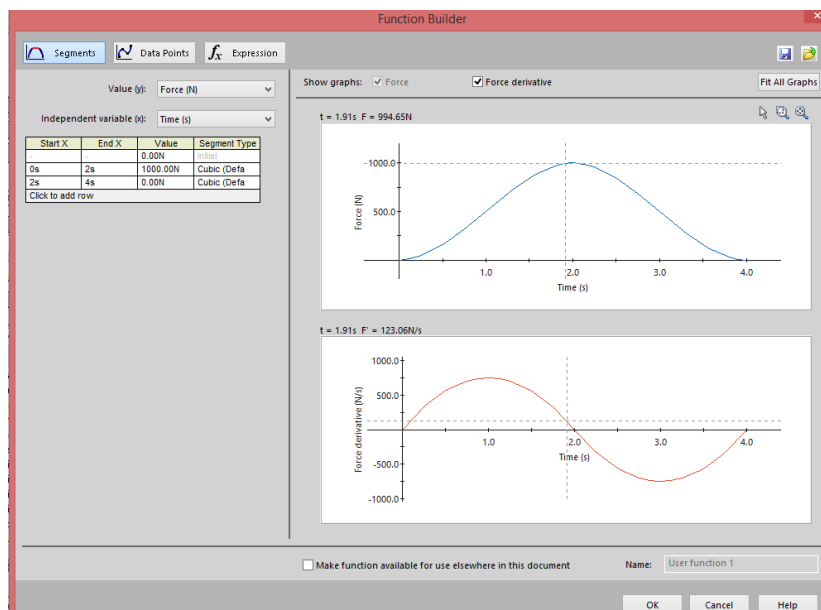 Function Builder
Segments Data Points fx Expression
Value (y): Force (N)
Independent variable (x): Time (s)
Start X End X Value Segment Type
- - 0.00N Initial
0s 2s 1000.00N Cubic (Defa
2s 4s 0.00N Cubic (Defa
Click to add row
Show graphs: Force Force derivative Fit All Graphs
t = 1.91s F = 994.65N
1000.0
500.0
Force (N)
1.0 2.0 3.0 4.0
Time (s)
t = 1.91s F' = 123.06N/s
1000.0
500.0
Force derivative (N/s)
1.0 2.0 3.0 4.0
Time (s)
-500.0
-1000.0
Make function available for use elsewhere in this document Name: User function 1
OK Cancel Help